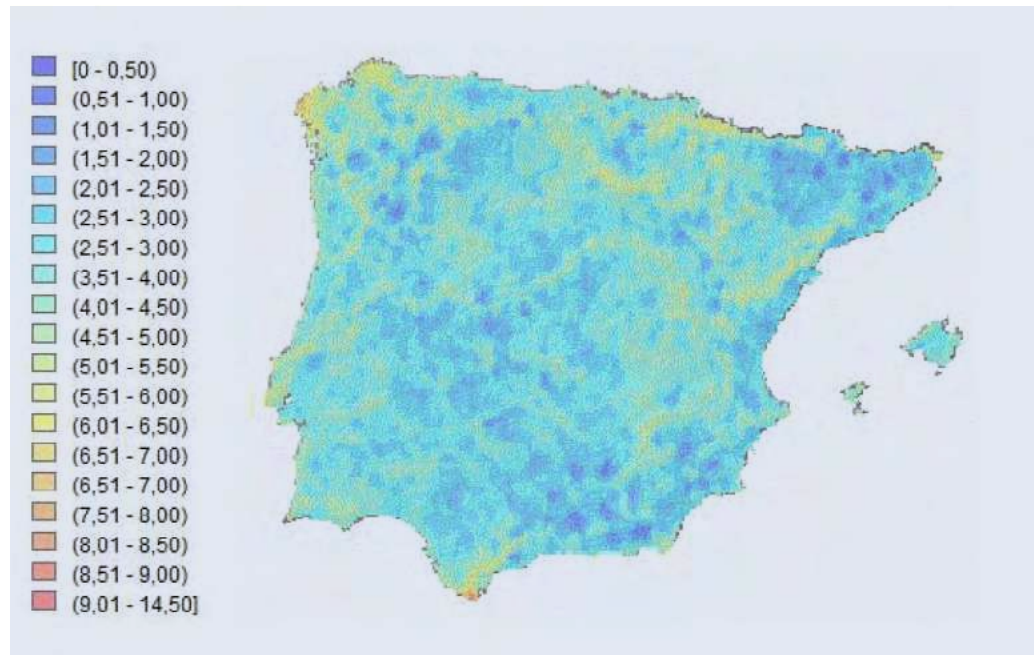 [0 - 0,50)
(0,51 - 1,00)
(1,01 - 1,50)
(1,51 - 2,00)
(2,01 - 2,50)
(2,51 - 3,00)
(2,51 - 3,00)
(3,51 - 4,00)
(4,01 - 4,50)
(4,51 - 5,00)
(5,01 - 5,50)
(5,51 - 6,00)
(6,01 - 6,50)
(6,51 - 7,00)
(6,51 - 7,00)
(7,51 - 8,00)
(8,01 - 8,50)
(8,51 - 9,00)
(9,01 - 14,50]